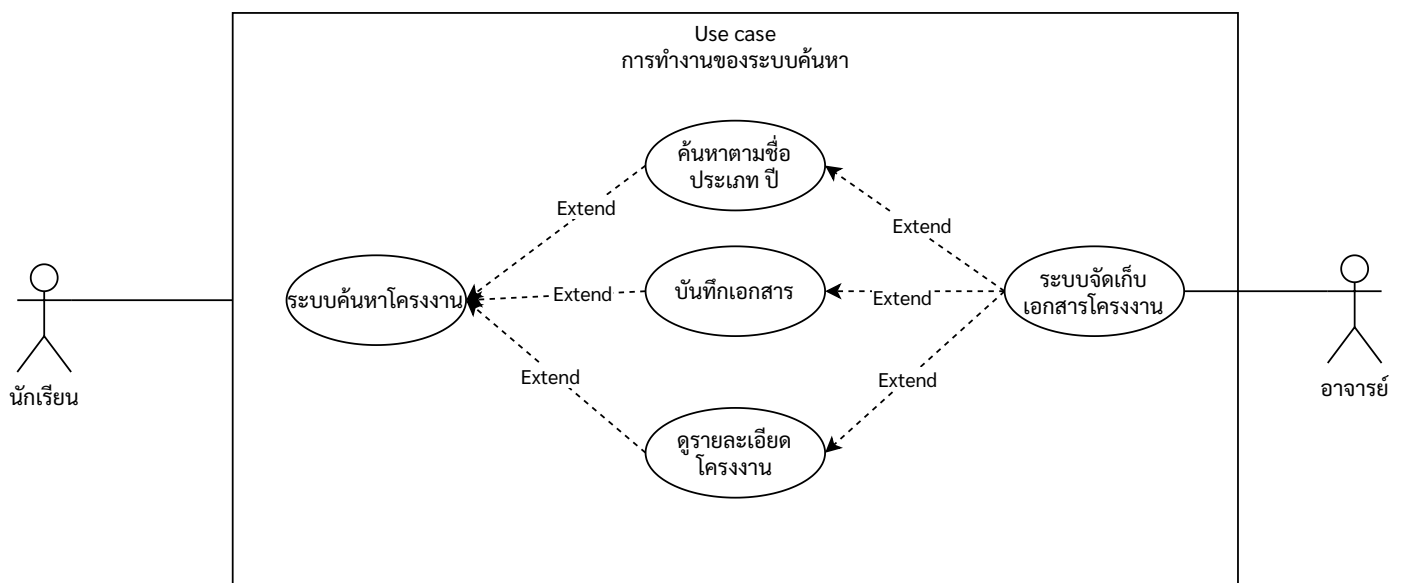 Use case
การทำงานของระบบค้นหา
ค้นหาตามชื่อ
ประเภท ปี
Extend
Extend
ระบบค้นหาโครงงาน
Extend
บันทึกเอกสาร
Extend
ระบบจัดเก็บ
เอกสารโครงงาน
Extend
Extend
นักเรียน
อาจารย์
ดูรายละเอียด
โครงงาน